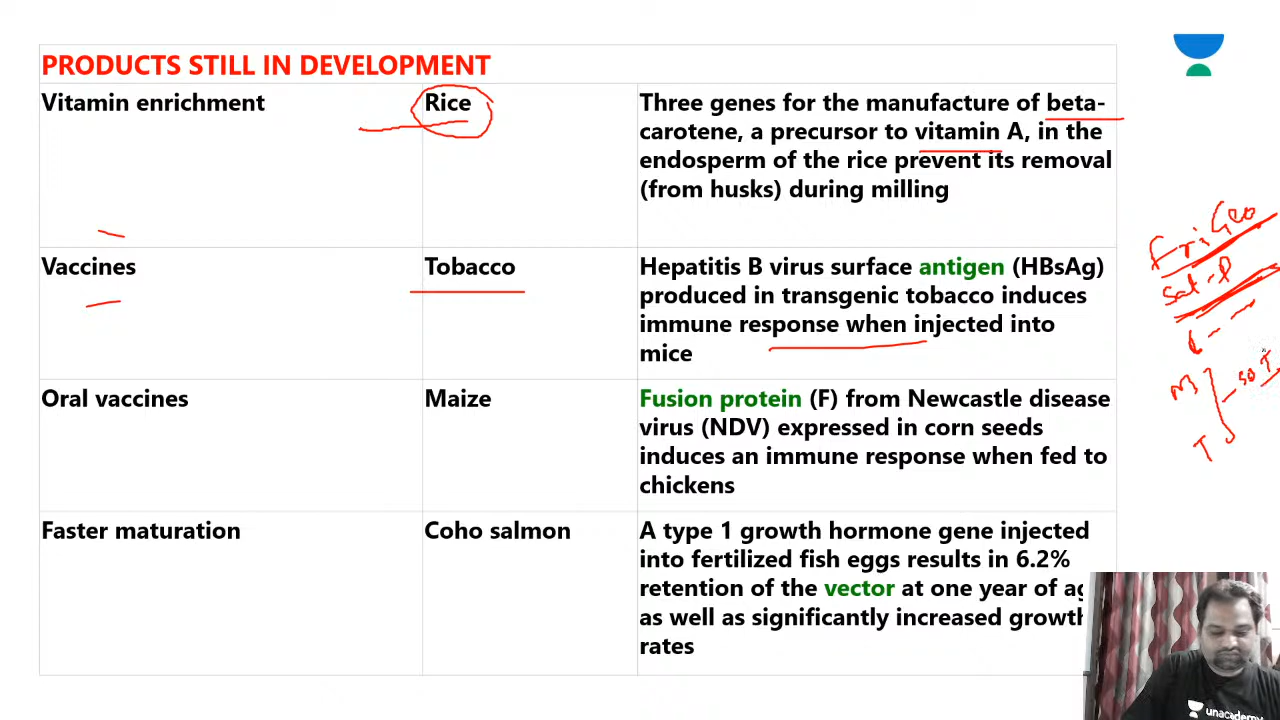 PRODUCTS STILL IN DEVELOPMENT
Vitamin enrichment
Rice
Three genes for the manufacture of beta-
carotene, a precursor to vitamin A, in the
endosperm of the rice prevent its removal
(from husks) during milling
Vaccines
Tobacco
Hepatitis B virus surface antigen (HBsAg)
produced in transgenic tobacco induces
immune response when injected into
mice
Oral vaccines
Maize
Fusion protein (F) from Newcastle disease
virus (NDV) expressed in corn seeds
induces an immune response when fed to
chickens
Faster maturation
Coho salmon
A type 1 growth hormone gene injected
into fertilized fish eggs results in 6.2%
retention of the vector at one year of ag
as well as significantly increased growth
rates
Fri Geo
Sat - P
M
T
unacademy